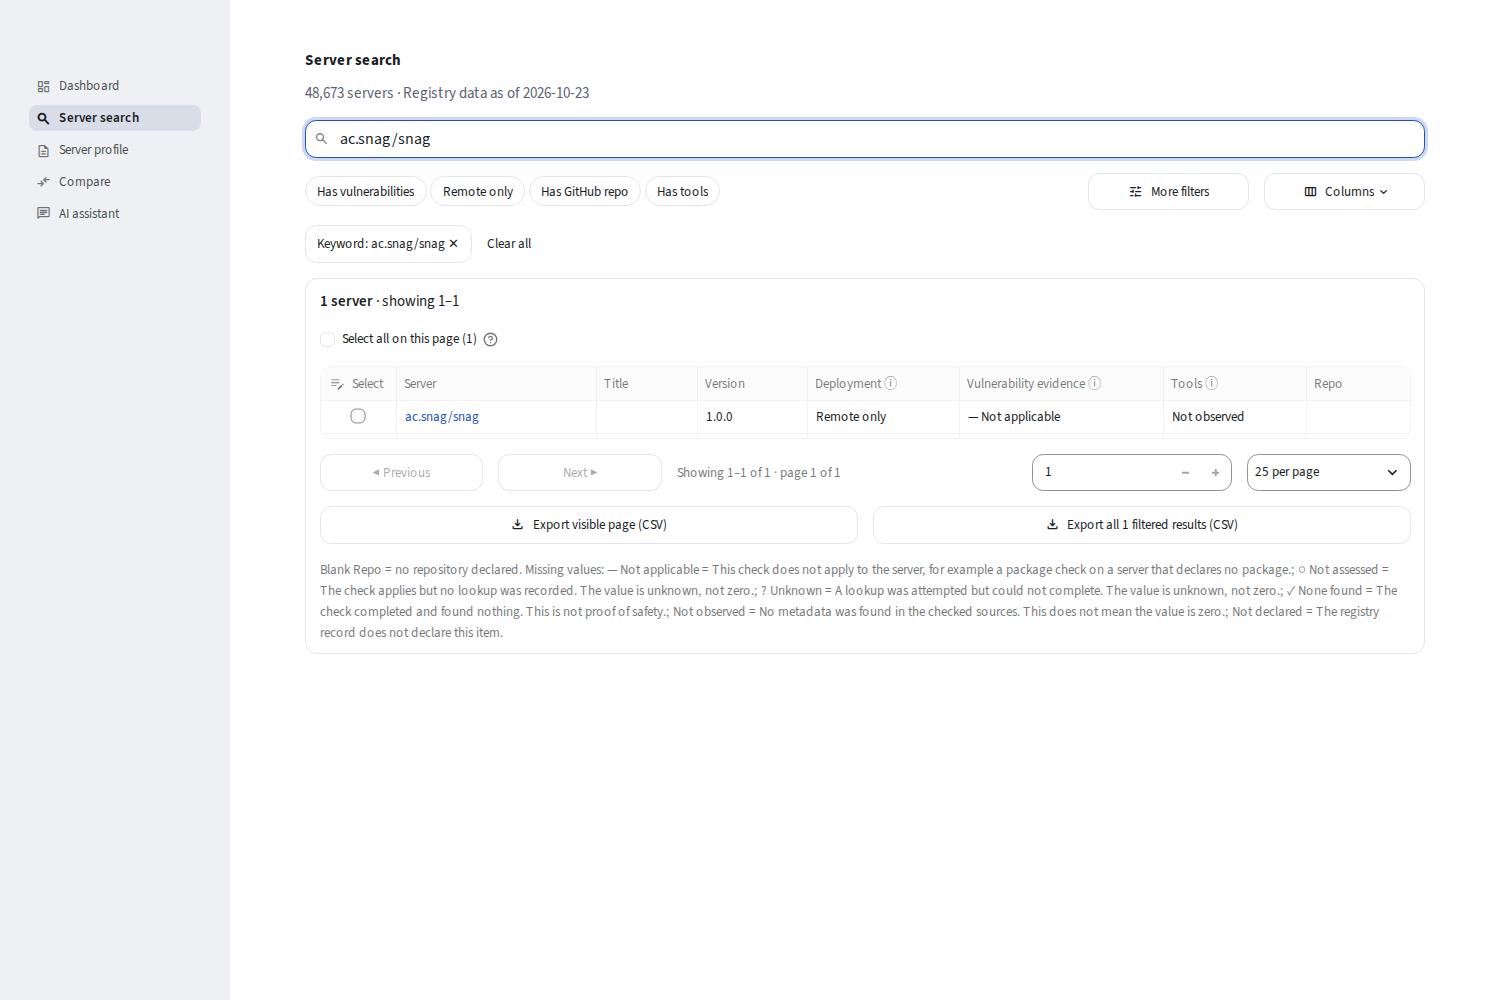 Dashboard
Server search
Server profile
Compare
AI assistant
Server search
48,673 servers · Registry data as of 2026-10-23
ac.snag/snag
Has vulnerabilities
Remote only
Has GitHub repo
Has tools
More filters
Columns
Keyword: ac.snag/snag ✕
Clear all
1 server · showing 1–1
Select all on this page (1)
Select Server Title Version Deployment ⓘ Vulnerability evidence ⓘ Tools ⓘ Repo
ac.snag/snag 1.0.0 Remote only — Not applicable Not observed
◂ Previous
Next ▸
Showing 1–1 of 1 · page 1 of 1
1
25 per page
Export visible page (CSV)
Export all 1 filtered results (CSV)
Blank Repo = no repository declared. Missing values: — Not applicable = This check does not apply to the server, for example a package check on a server that declares no package.; ○ Not assessed =
The check applies but no lookup was recorded. The value is unknown, not zero.; ? Unknown = A lookup was attempted but could not complete. The value is unknown, not zero.; ✓ None found = The
check completed and found nothing. This is not proof of safety.; Not observed = No metadata was found in the checked sources. This does not mean the value is zero.; Not declared = The registry
record does not declare this item.